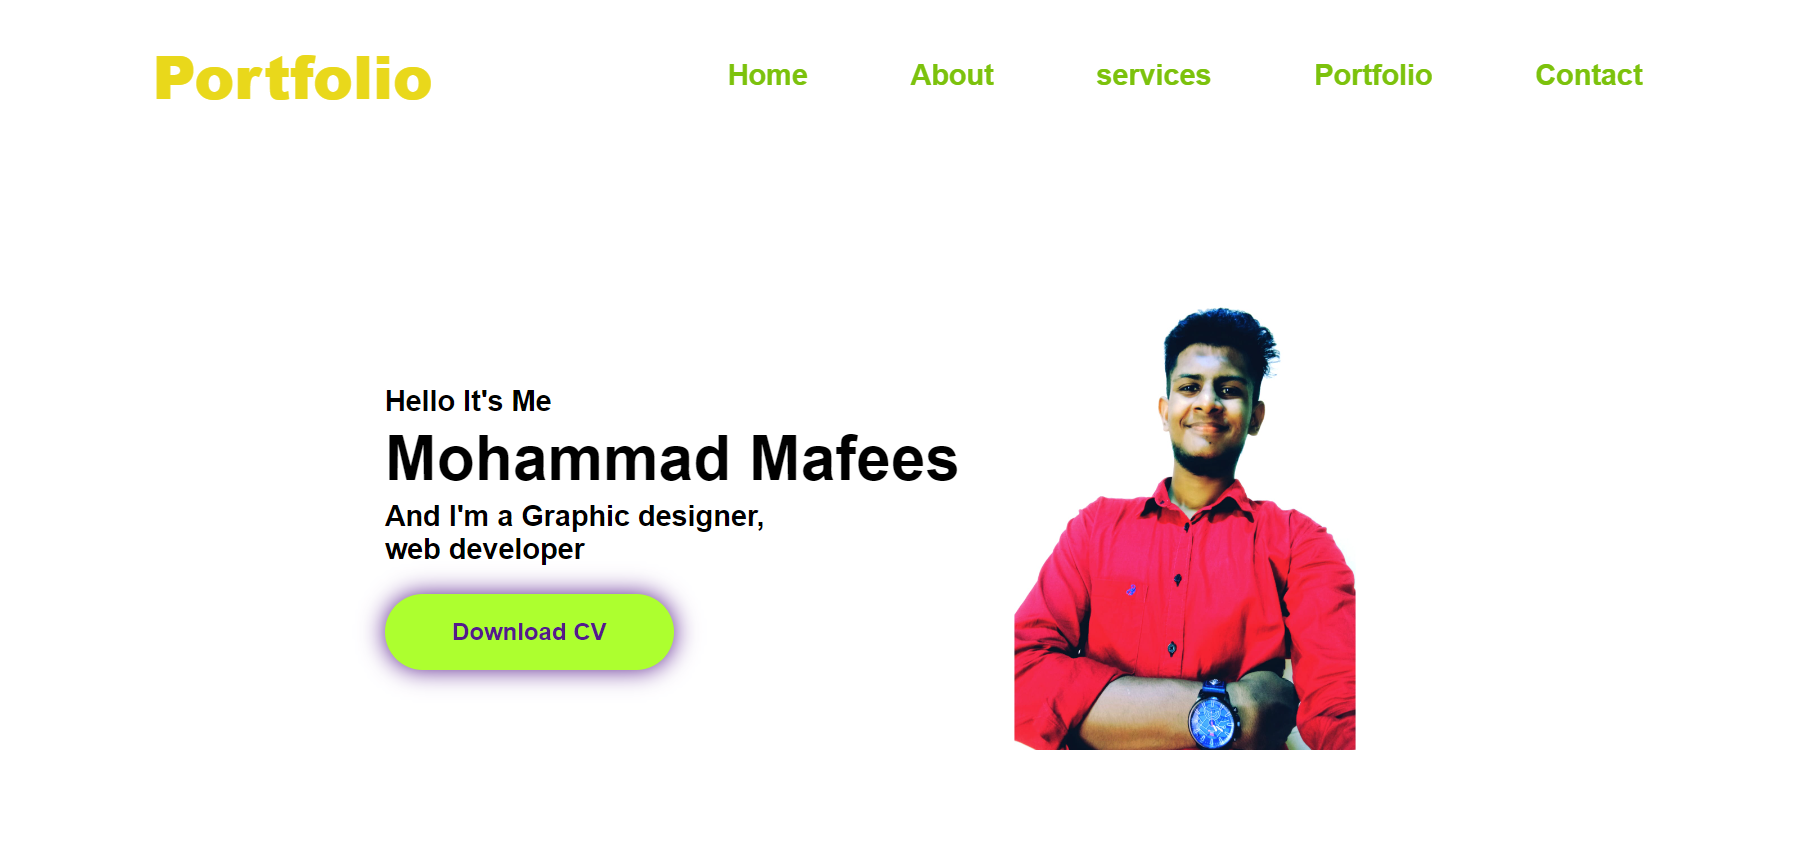 Portfolio
Home About services Portfolio Contact
Hello It's Me
Mohammad Mafees
And I'm a Graphic designer,
web developer
Download CV